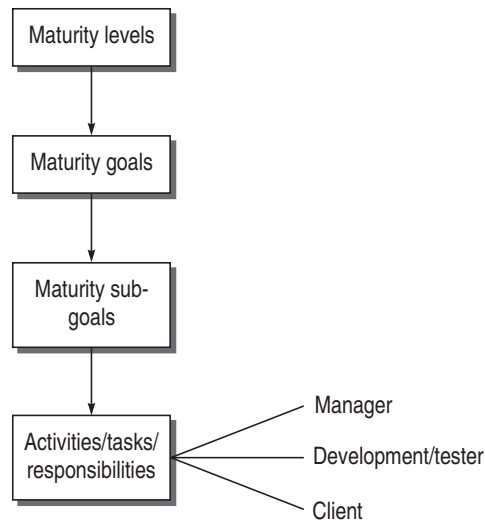 Maturity levels
Maturity goals
Maturity sub-
goals
Activities/tasks/
responsibilities
Manager
Development/tester
Client